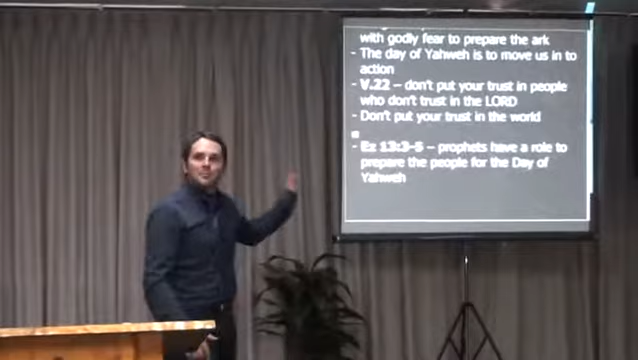 with godly fear to prepare the ark
- The day of Yahweh is to move us in to
action
- V.22 – don't put your trust in people
who don't trust in the LORD
- Don't put your trust in the world
- Ez 13:3-5 – prophets have a role to
prepare the people for the Day of
Yahweh